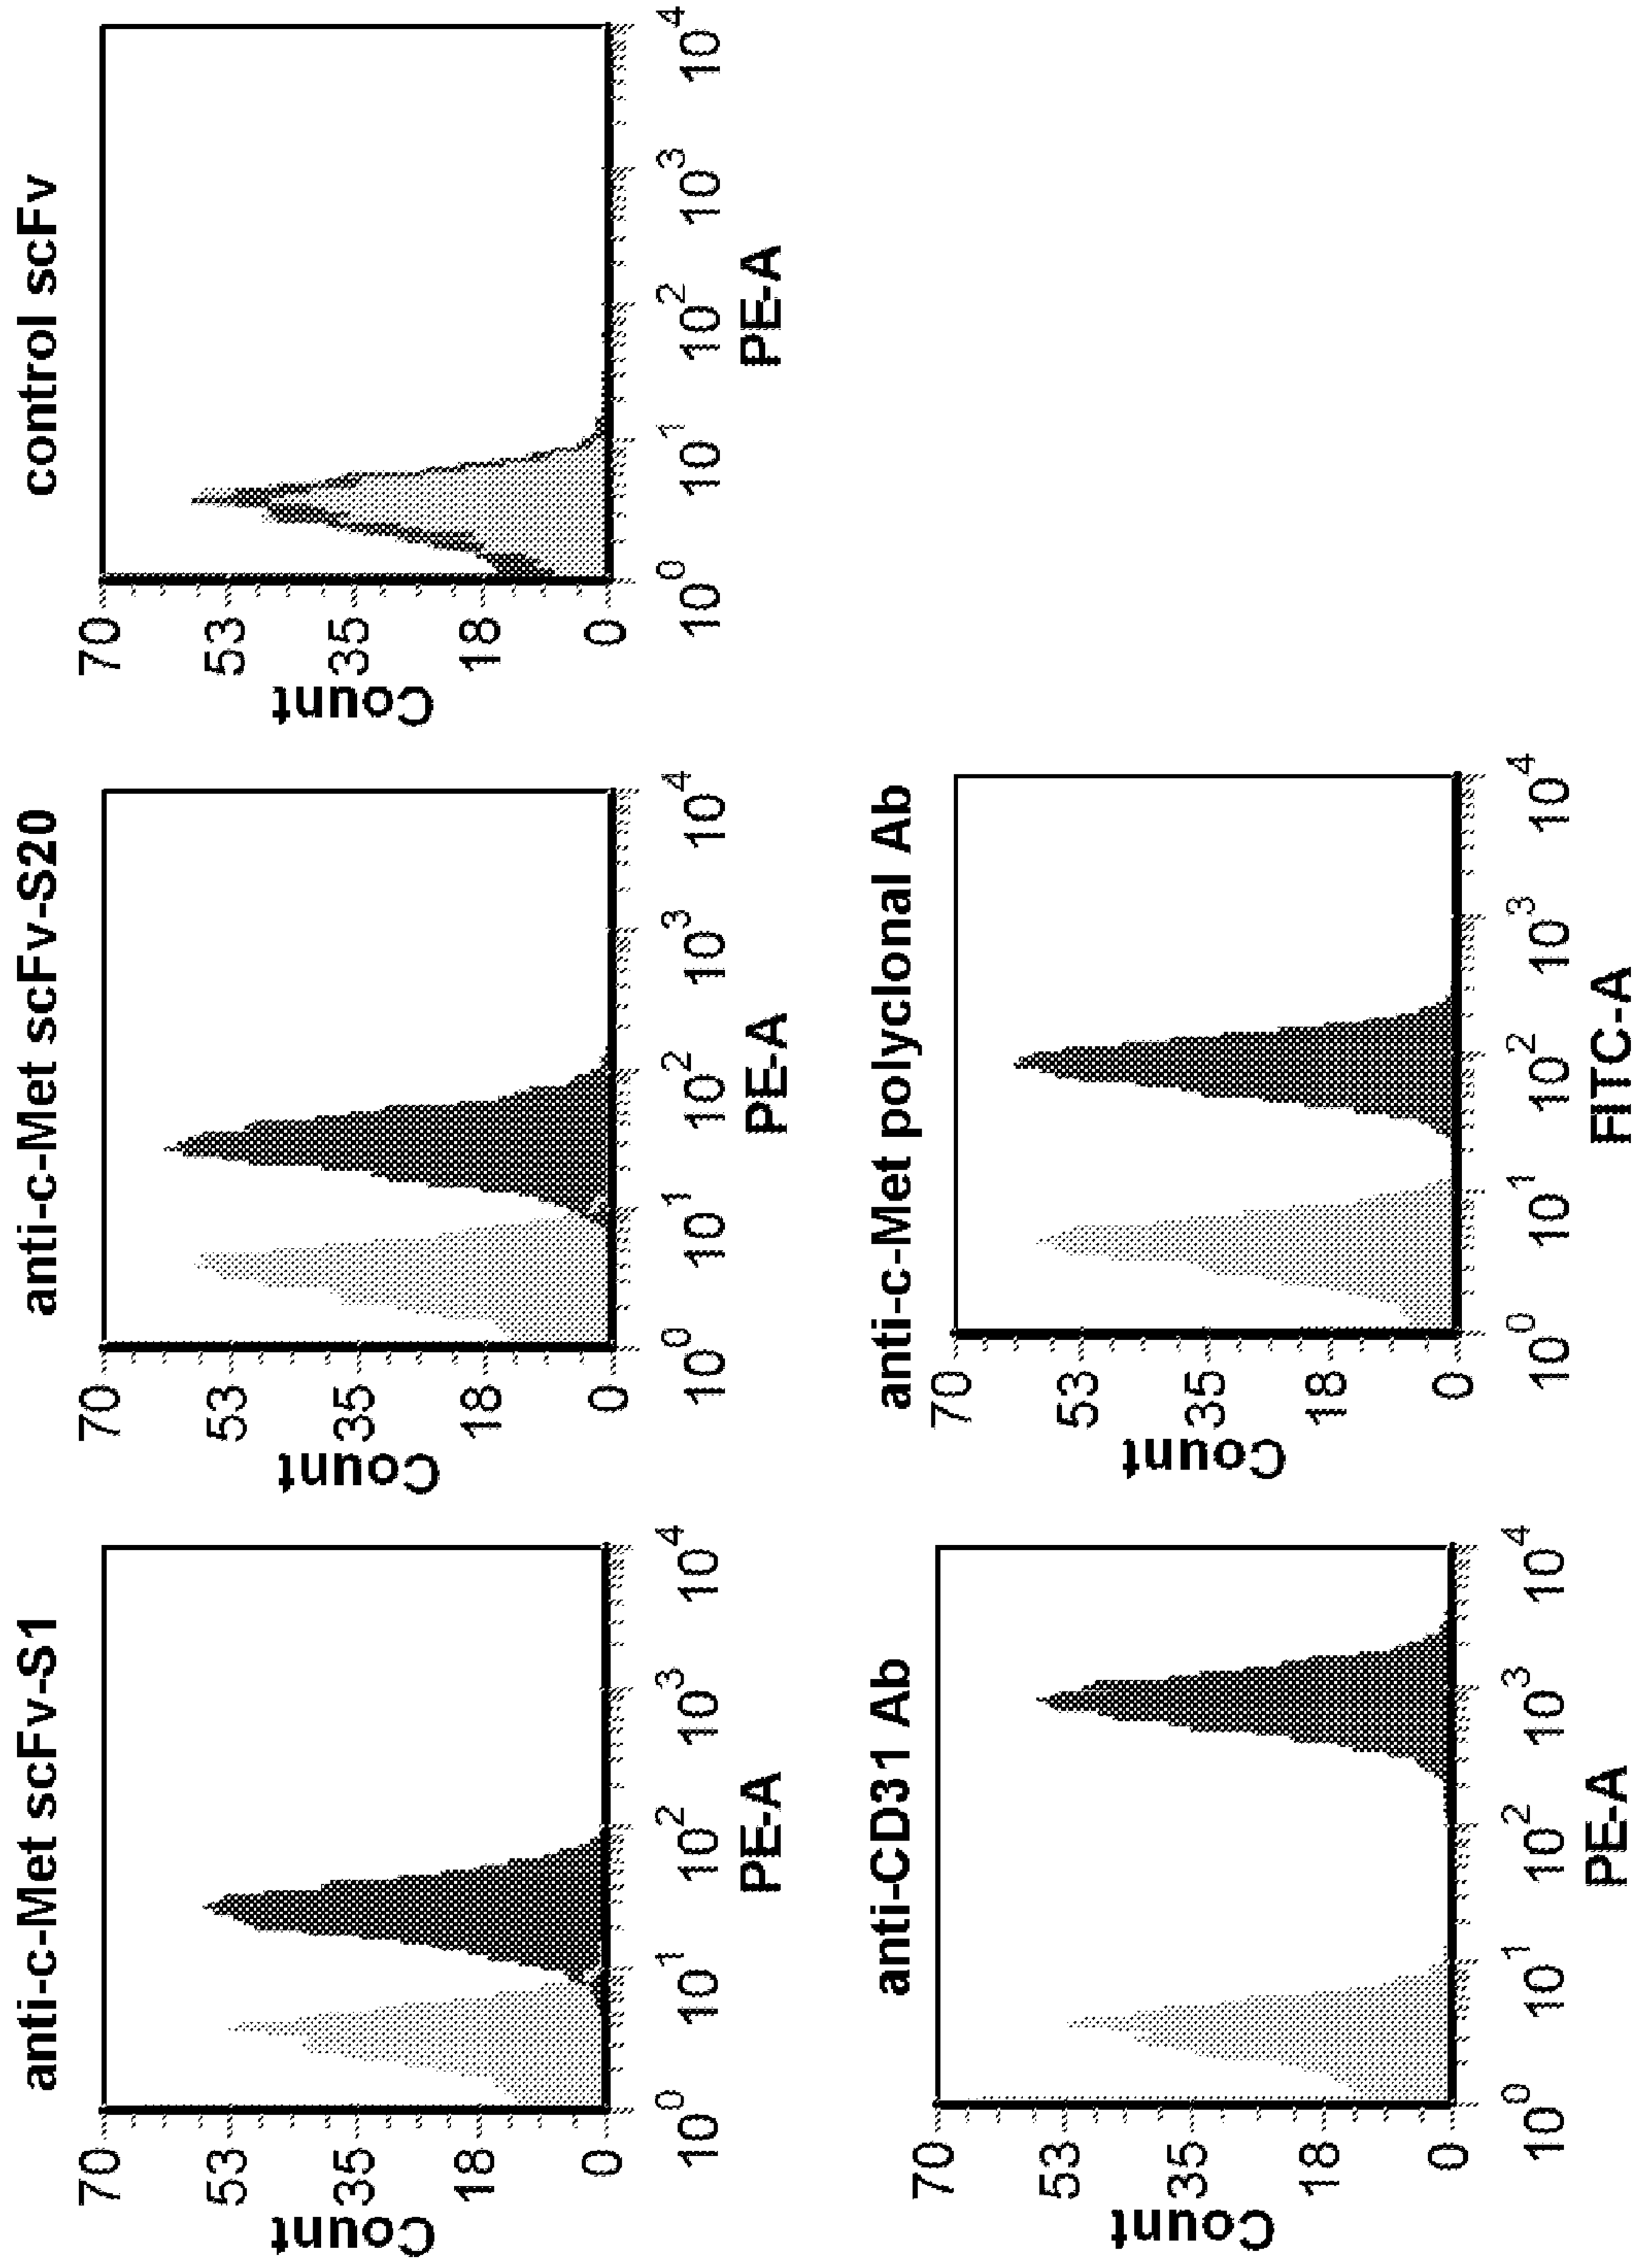 anti-c-Met scFv-S1
70
53
35
18
0
Count
10^0 10^1 10^2 10^3 10^4
PE-A
anti-c-Met scFv-S20
70
53
35
18
0
Count
10^0 10^1 10^2 10^3 10^4
PE-A
control scFv
70
53
35
18
0
Count
10^0 10^1 10^2 10^3 10^4
PE-A
anti-CD31 Ab
70
53
35
18
0
Count
10^0 10^1 10^2 10^3 10^4
PE-A
anti-c-Met polyclonal Ab
70
53
35
18
0
Count
10^0 10^1 10^2 10^3 10^4
FITC-A